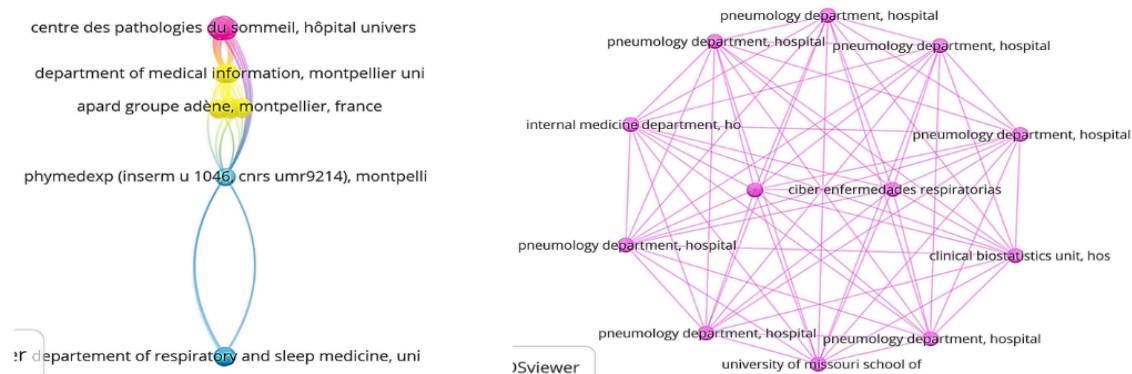 centre des pathologies du sommeil, hôpital univers
department of medical information, montpellier uni
apard groupe adène, montpellier, france
phymedexp (inserm u 1046, cnrs umr9214), montpelli
er departement of respiratory and sleep medicine, uni
pneumology department, hospital
pneumology department, hospital
pneumology department, hospital
internal medicine department, ho
pneumology department, hospital
ciber enfermedades respiratorias
pneumology department, hospital
clinical biostatistics unit, hos
pneumology department, hospital
pneumology department, hospital
university of missouri school of
OSviewer